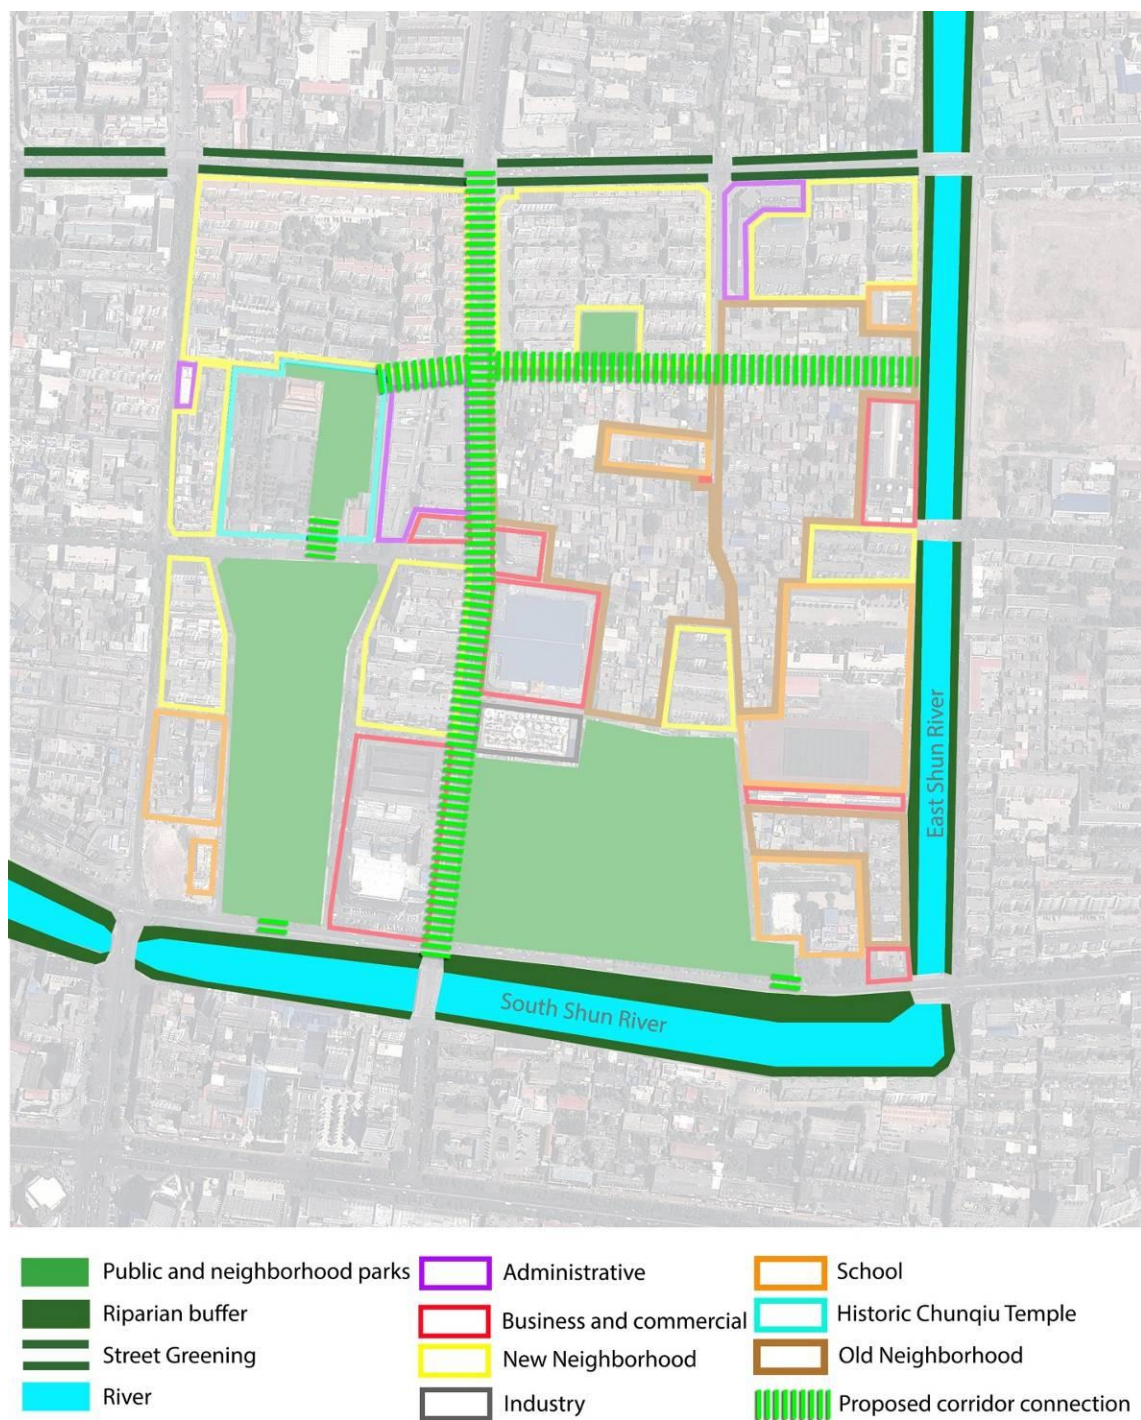 East Shun River
South Shun River
Public and neighborhood parks
Riparian buffer
Street Greening
River
Administrative
Business and commercial
New Neighborhood
Industry
School
Historic Chunqiu Temple
Old Neighborhood
Proposed corridor connection